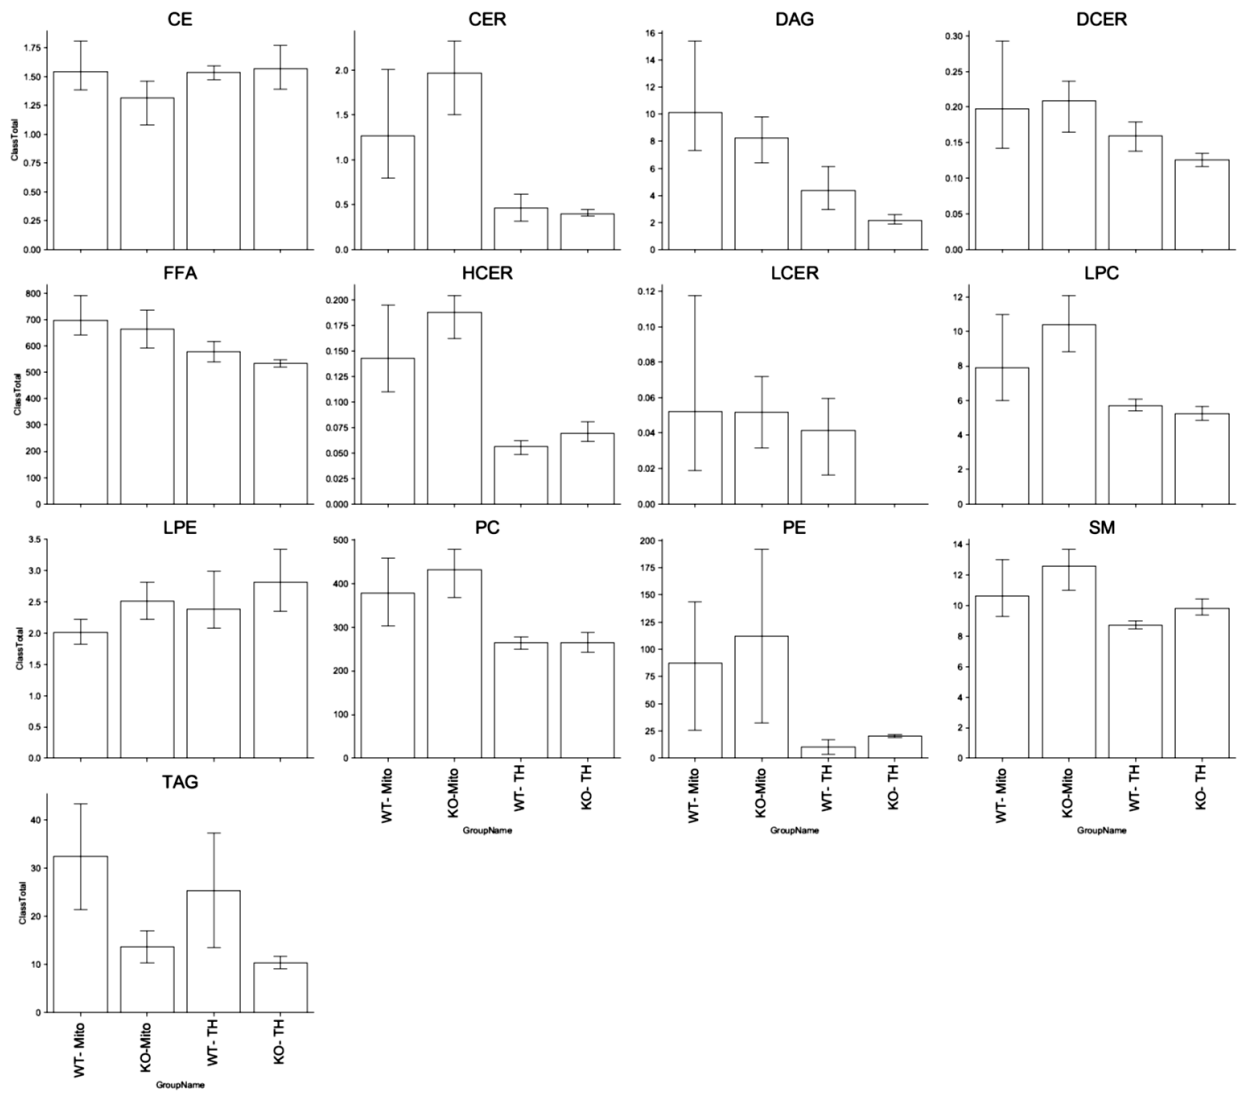 CE
CER
DAG
DCER
ClassTotal
1.75
1.50
1.25
1.00
0.75
0.50
0.25
0.00
2.0
1.5
1.0
0.5
0.0
16
14
12
10
8
6
4
2
0
0.30
0.25
0.20
0.15
0.10
0.05
0.00
FFA
HCER
LCER
LPC
ClassTotal
800
700
600
500
400
300
200
100
0
0.200
0.175
0.150
0.125
0.100
0.075
0.050
0.025
0.000
0.12
0.10
0.08
0.06
0.04
0.02
0.00
12
10
8
6
4
2
0
LPE
PC
PE
SM
ClassTotal
3.5
3.0
2.5
2.0
1.5
1.0
0.5
0.0
500
400
300
200
100
0
200
175
150
125
100
75
50
25
0
14
12
10
8
6
4
2
0
WT- Mito
KO-Mito
WT- TH
KO- TH
GroupName
WT- Mito
KO-Mito
WT- TH
KO- TH
GroupName
WT- Mito
KO-Mito
WT- TH
KO- TH
GroupName
TAG
ClassTotal
40
30
20
10
0
WT- Mito
KO-Mito
WT- TH
KO- TH
GroupName